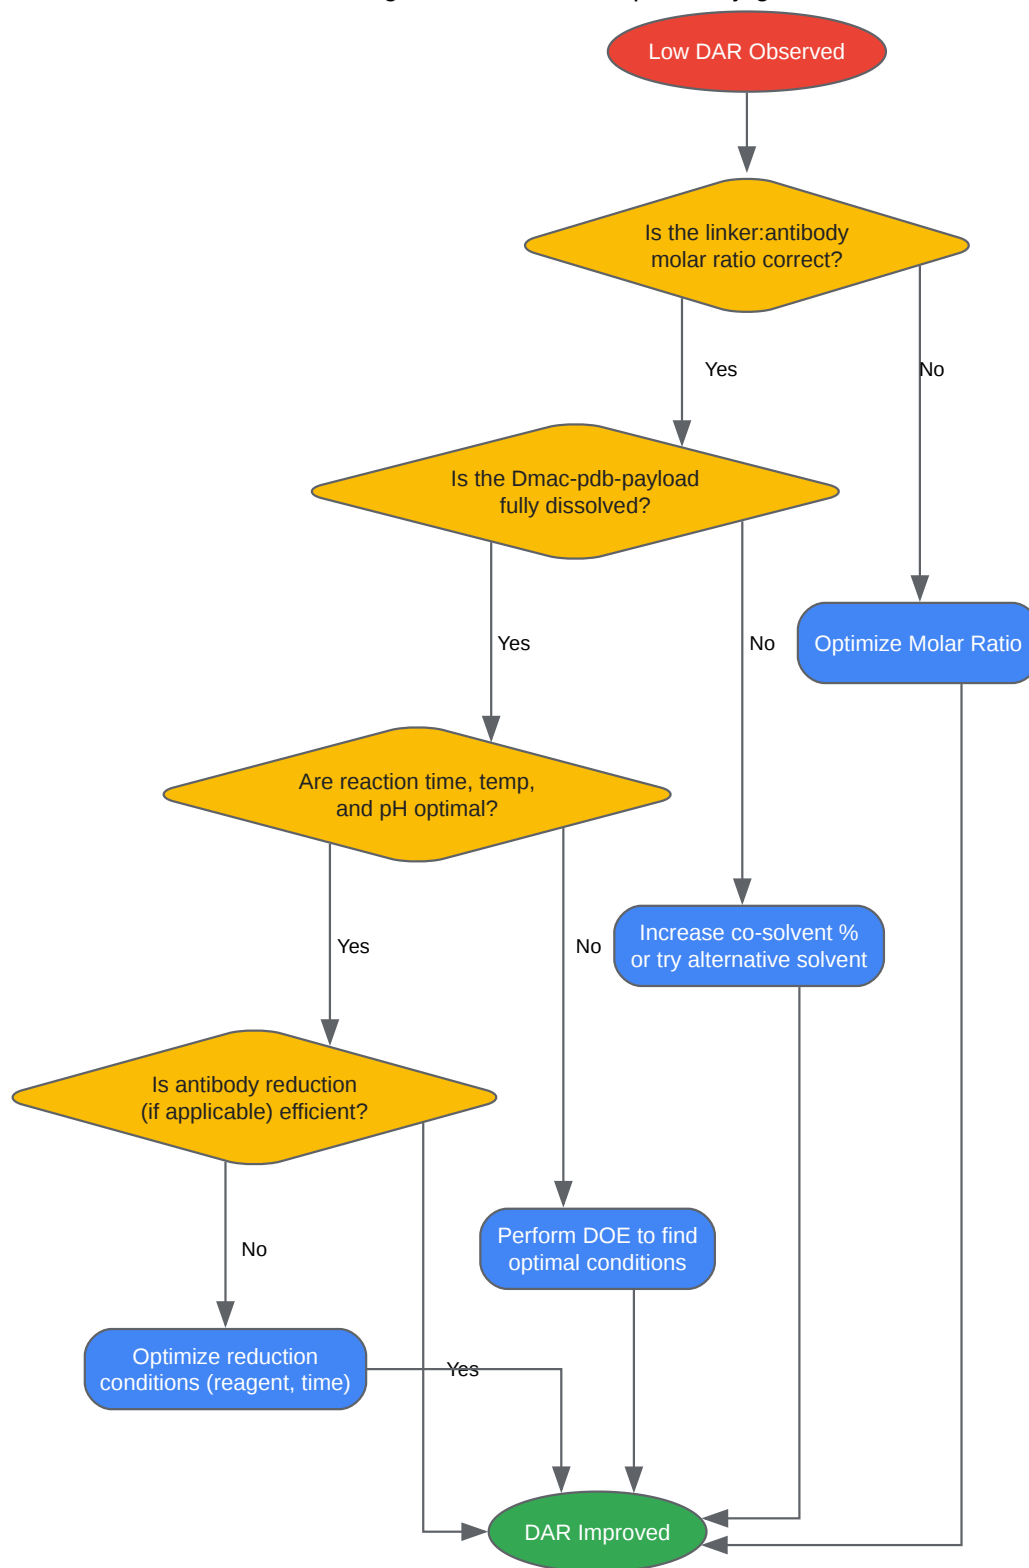 Low DAR Observed
Is the linker:antibody
molar ratio correct?
Yes
No
Is the Dmac-pdb-payload
fully dissolved?
Yes
No
Optimize Molar Ratio
Are reaction time, temp,
and pH optimal?
Yes
No
Increase co-solvent %
or try alternative solvent
Is antibody reduction
(if applicable) efficient?
No
Perform DOE to find
optimal conditions
Optimize reduction
conditions (reagent, time)
Yes
DAR Improved